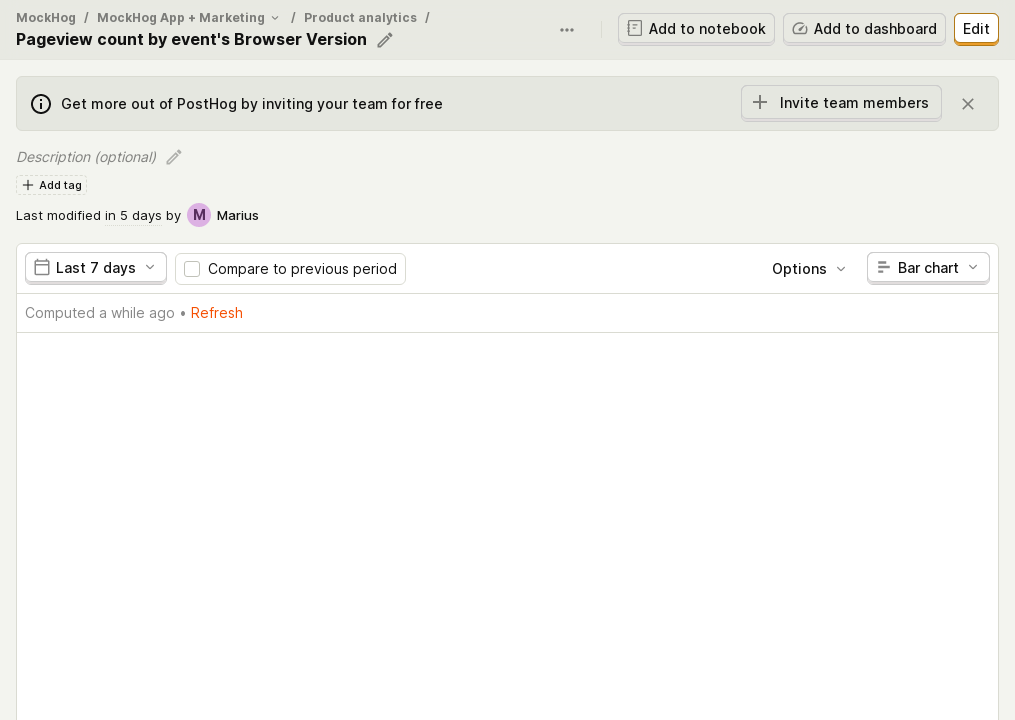 MockHog / MockHog App + Marketing / Product analytics /
Pageview count by event's Browser Version
Add to notebook
Add to dashboard
Edit
Get more out of PostHog by inviting your team for free
Invite team members
Description (optional)
Add tag
Last modified in 5 days by M Marius
Last 7 days
Compare to previous period
Options
Bar chart
Computed a while ago • Refresh